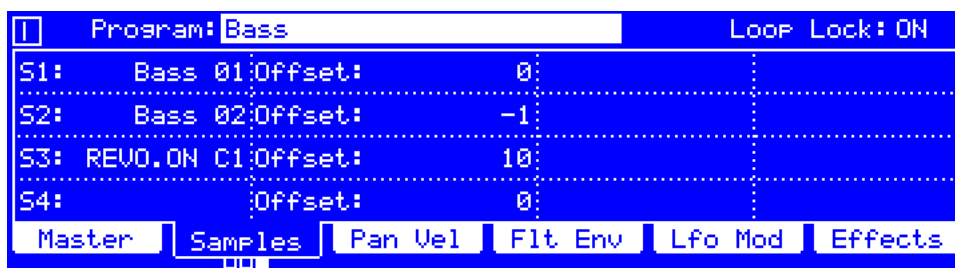 Program: Bass Loop Lock: ON
S1: Bass 01 Offset: 0
S2: Bass 02 Offset: -1
S3: REVO.ON C1 Offset: 10
S4: Offset: 0
Master Samples Pan Vel Flt Env Lfo Mod Effects